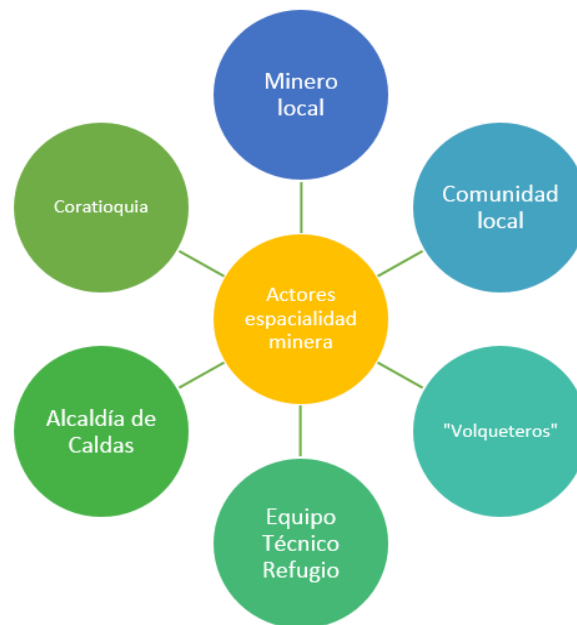 Minero
local
Comunidad
local
"Volqueteros"
Equipo
Técnico
Refugio
Alcaldía de
Caldas
Coratioquia
Actores
espacialidad
minera